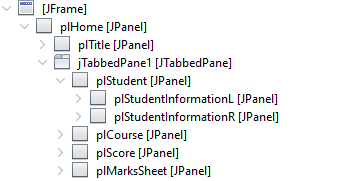 [JFrame]
plHome [JPanel]
plTitle [JPanel]
jTabbedPane1 [JTabbedPane]
plStudent [JPanel]
plStudentInformationL [JPanel]
plStudentInformationR [JPanel]
plCourse [JPanel]
plScore [JPanel]
plMarksSheet [JPanel]